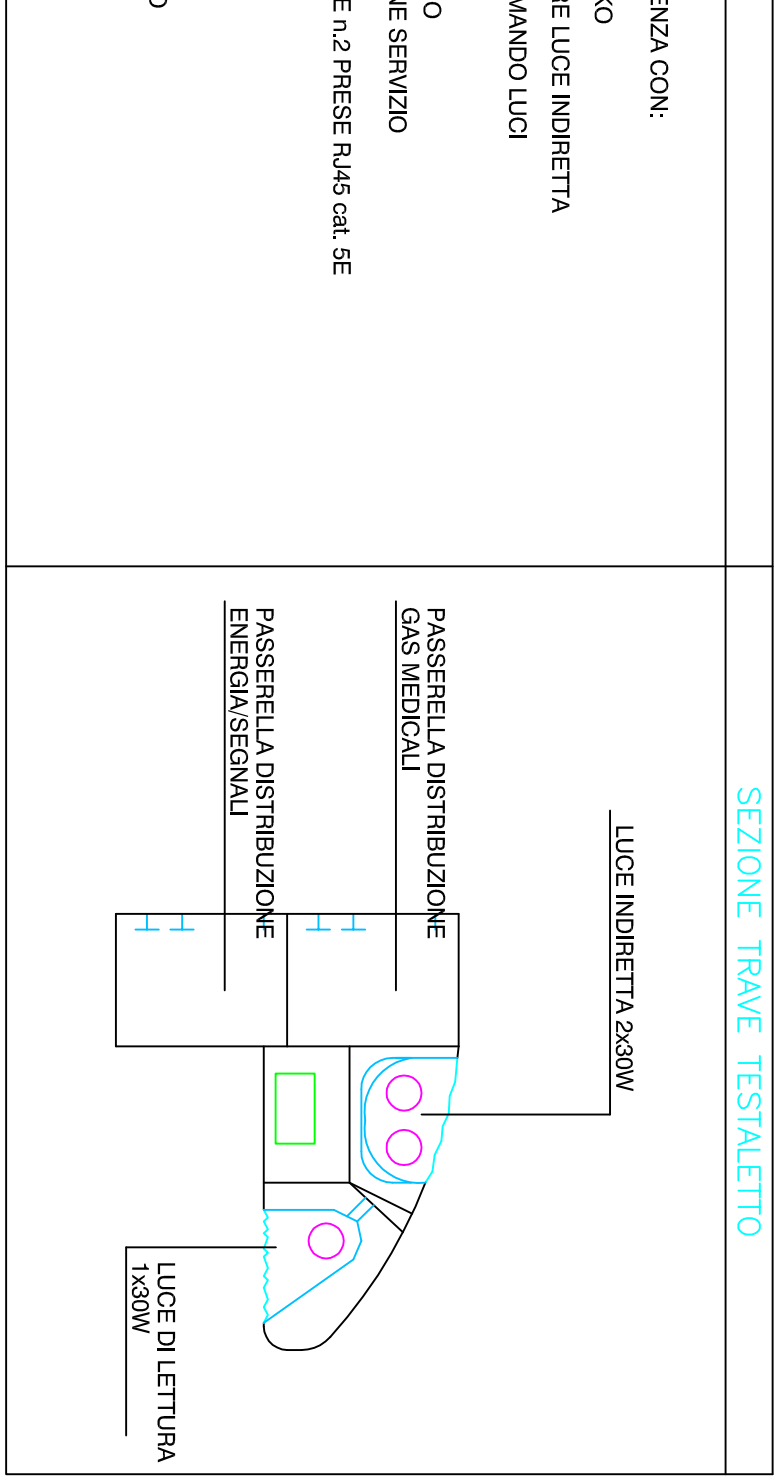 ENZA CON:
KO
RE LUCE INDIRETTA
MANDO LUCI
O
NE SERVIZIO
E n.2 PRESE RJ45 cat. 5E
O
SEZIONE TRAVE TESTALETTO
LUCE INDIRETTA 2x30W
PASSERELLA DISTRIBUZIONE
GAS MEDICALI
PASSERELLA DISTRIBUZIONE
ENERGIA/SEGNALI
LUCE DI LETTURA
1x30W